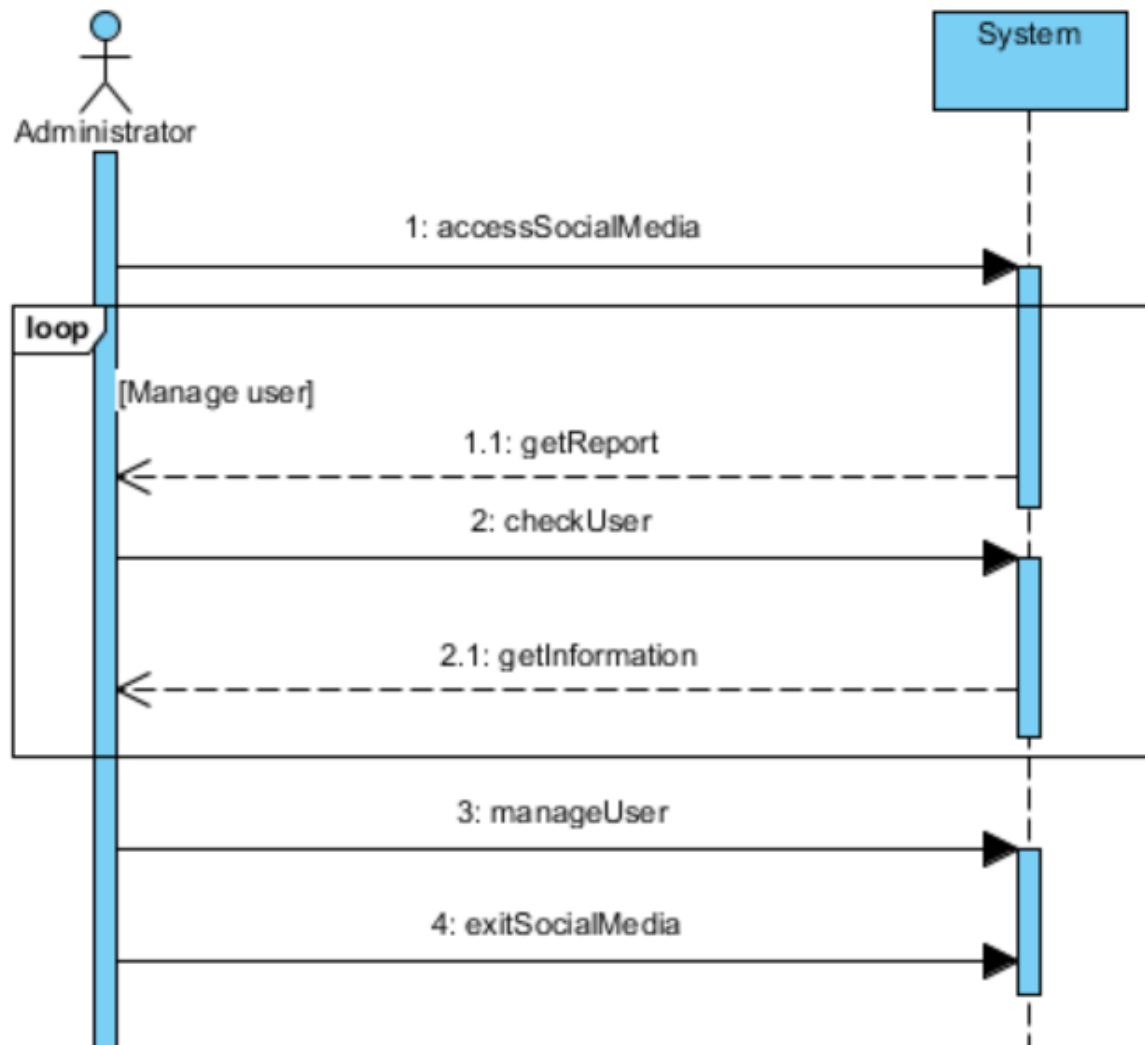 System
Administrator
1: accessSocialMedia
loop
[Manage user]
1.1: getReport
2: checkUser
2.1: getInformation
3: manageUser
4: exitSocialMedia